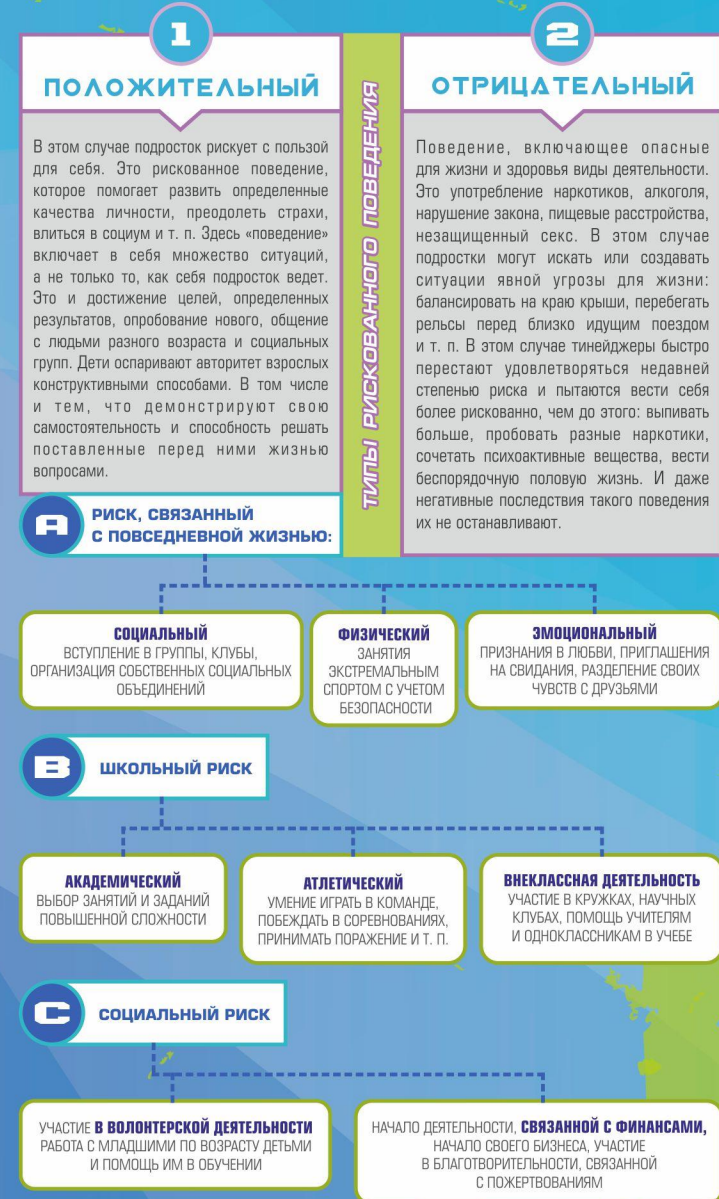 1
ПОЛОЖИТЕЛЬНЫЙ
В этом случае подросток рискует с пользой
для себя. Это рискованное поведение,
которое помогает развить определенные
качества личности, преодолеть страхи,
влиться в социум и т. п. Здесь «поведение»
включает в себя множество ситуаций,
а не только то, как себя подросток ведет.
Это и достижение целей, определенных
результатов, опробование нового, общение
с людьми разного возраста и социальных
групп. Дети оспаривают авторитет взрослых
конструктивными способами. В том числе
и тем, что демонстрируют свою
самостоятельность и способность решать
поставленные перед ними жизнью
вопросами.
ТИПЫ РИСКОВАННОГО ПОВЕДЕНИЯ
2
ОТРИЦАТЕЛЬНЫЙ
Поведение, включающее опасные
для жизни и здоровья виды деятельности.
Это употребление наркотиков, алкоголя,
нарушение закона, пищевые расстройства,
незащищенный секс. В этом случае
подростки могут искать или создавать
ситуации явной угрозы для жизни:
балансировать на краю крыши, перебегать
рельсы перед близко идущим поездом
и т. п. В этом случае тинейджеры быстро
перестают удовлетворяться недавней
степенью риска и пытаются вести себя
более рискованно, чем до этого: выпивать
больше, пробовать разные наркотики,
сочетать психоактивные вещества, вести
беспорядочную половую жизнь. И даже
негативные последствия такого поведения
их не останавливают.
A
РИСК, СВЯЗАННЫЙ
С ПОВСЕДНЕВНОЙ ЖИЗНЬЮ:
СОЦИАЛЬНЫЙ
ВСТУПЛЕНИЕ В ГРУППЫ, КЛУБЫ,
ОРГАНИЗАЦИЯ СОБСТВЕННЫХ СОЦИАЛЬНЫХ
ОБЪЕДИНЕНИЙ
ФИЗИЧЕСКИЙ
ЗАНЯТИЯ
ЭКСТРЕМАЛЬНЫМ
СПОРТОМ С УЧЕТОМ
БЕЗОПАСНОСТИ
ЭМОЦИОНАЛЬНЫЙ
ПРИЗНАНИЯ В ЛЮБВИ, ПРИГЛАШЕНИЯ
НА СВИДАНИЯ, РАЗДЕЛЕНИЕ СВОИХ
ЧУВСТВ С ДРУЗЬЯМИ
B
ШКОЛЬНЫЙ РИСК
АКАДЕМИЧЕСКИЙ
ВЫБОР ЗАНЯТИЙ И ЗАДАНИЙ
ПОВЫШЕННОЙ СЛОЖНОСТИ
АТЛЕТИЧЕСКИЙ
УМЕНИЕ ИГРАТЬ В КОМАНДЕ,
ПОБЕЖДАТЬ В СОРЕВНОВАНИЯХ,
ПРИНИМАТЬ ПОРАЖЕНИЕ И Т. П.
ВНЕКЛАССНАЯ ДЕЯТЕЛЬНОСТЬ
УЧАСТИЕ В КРУЖКАХ, НАУЧНЫХ
КЛУБАХ, ПОМОЩЬ УЧИТЕЛЯМ
И ОДНОКЛАССНИКАМ В УЧЕБЕ
C
СОЦИАЛЬНЫЙ РИСК
УЧАСТИЕ В ВОЛОНТЕРСКОЙ ДЕЯТЕЛЬНОСТИ
РАБОТА С МЛАДШИМИ ПО ВОЗРАСТУ ДЕТЬМИ
И ПОМОЩЬ ИМ В ОБУЧЕНИИ
НАЧАЛО ДЕЯТЕЛЬНОСТИ, СВЯЗАННОЙ С ФИНАНСАМИ,
НАЧАЛО СВОЕГО БИЗНЕСА, УЧАСТИЕ
В БЛАГОТВОРИТЕЛЬНОСТИ, СВЯЗАННОЙ
С ПОЖЕРТВОВАНИЯМ